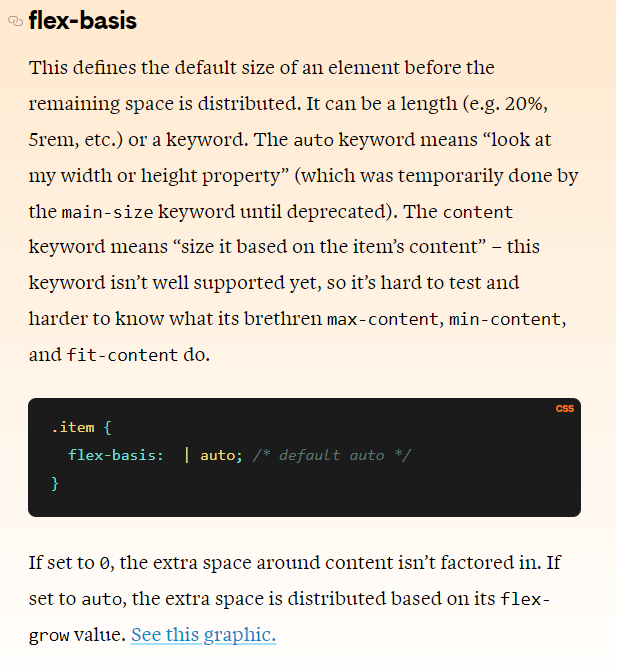 flex-basis
This defines the default size of an element before the
remaining space is distributed. It can be a length (e.g. 20%,
5rem, etc.) or a keyword. The auto keyword means “look at
my width or height property” (which was temporarily done by
the main-size keyword until deprecated). The content
keyword means “size it based on the item’s content” – this
keyword isn’t well supported yet, so it’s hard to test and
harder to know what its brethren max-content, min-content,
and fit-content do.
CSS
.item {
  flex-basis:  | auto; /* default auto */
}
If set to 0, the extra space around content isn’t factored in. If
set to auto, the extra space is distributed based on its flex-
grow value. See this graphic.